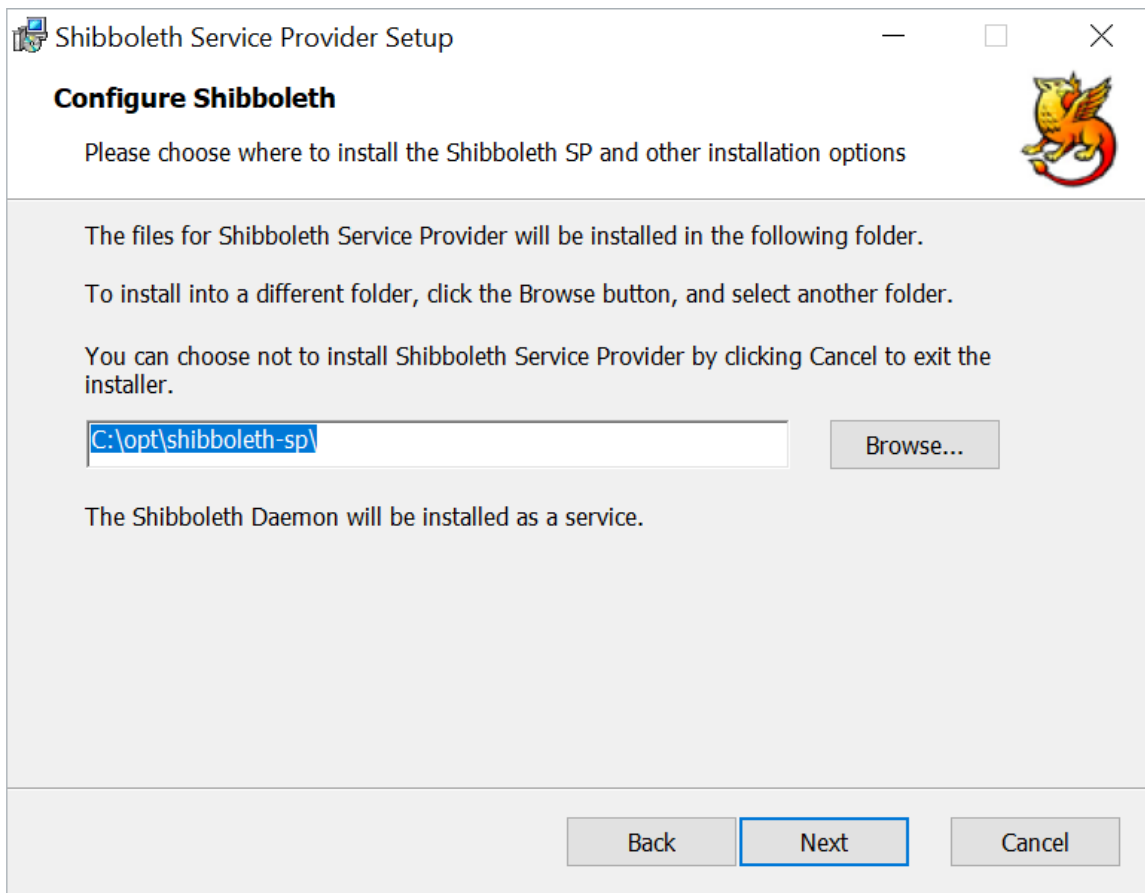 Shibboleth Service Provider Setup
Configure Shibboleth
Please choose where to install the Shibboleth SP and other installation options
The files for Shibboleth Service Provider will be installed in the following folder.
To install into a different folder, click the Browse button, and select another folder.
You can choose not to install Shibboleth Service Provider by clicking Cancel to exit the
installer.
C:\opt\shibboleth-sp\
Browse...
The Shibboleth Daemon will be installed as a service.
Back
Next
Cancel